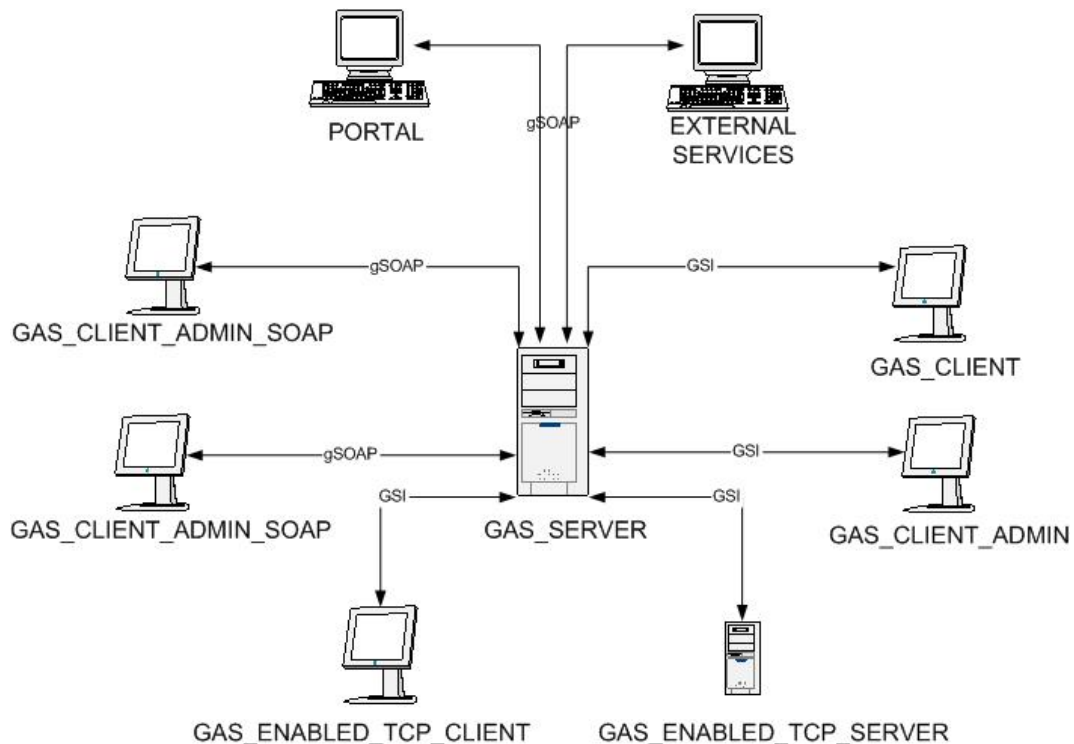 PORTAL
gSOAP
EXTERNAL
SERVICES
gSOAP
GSI
GAS_CLIENT_ADMIN_SOAP
GAS_CLIENT
gSOAP
GSI
GSI
GSI
GAS_CLIENT_ADMIN_SOAP
GAS_SERVER
GAS_CLIENT_ADMIN
GAS_ENABLED_TCP_CLIENT
GAS_ENABLED_TCP_SERVER